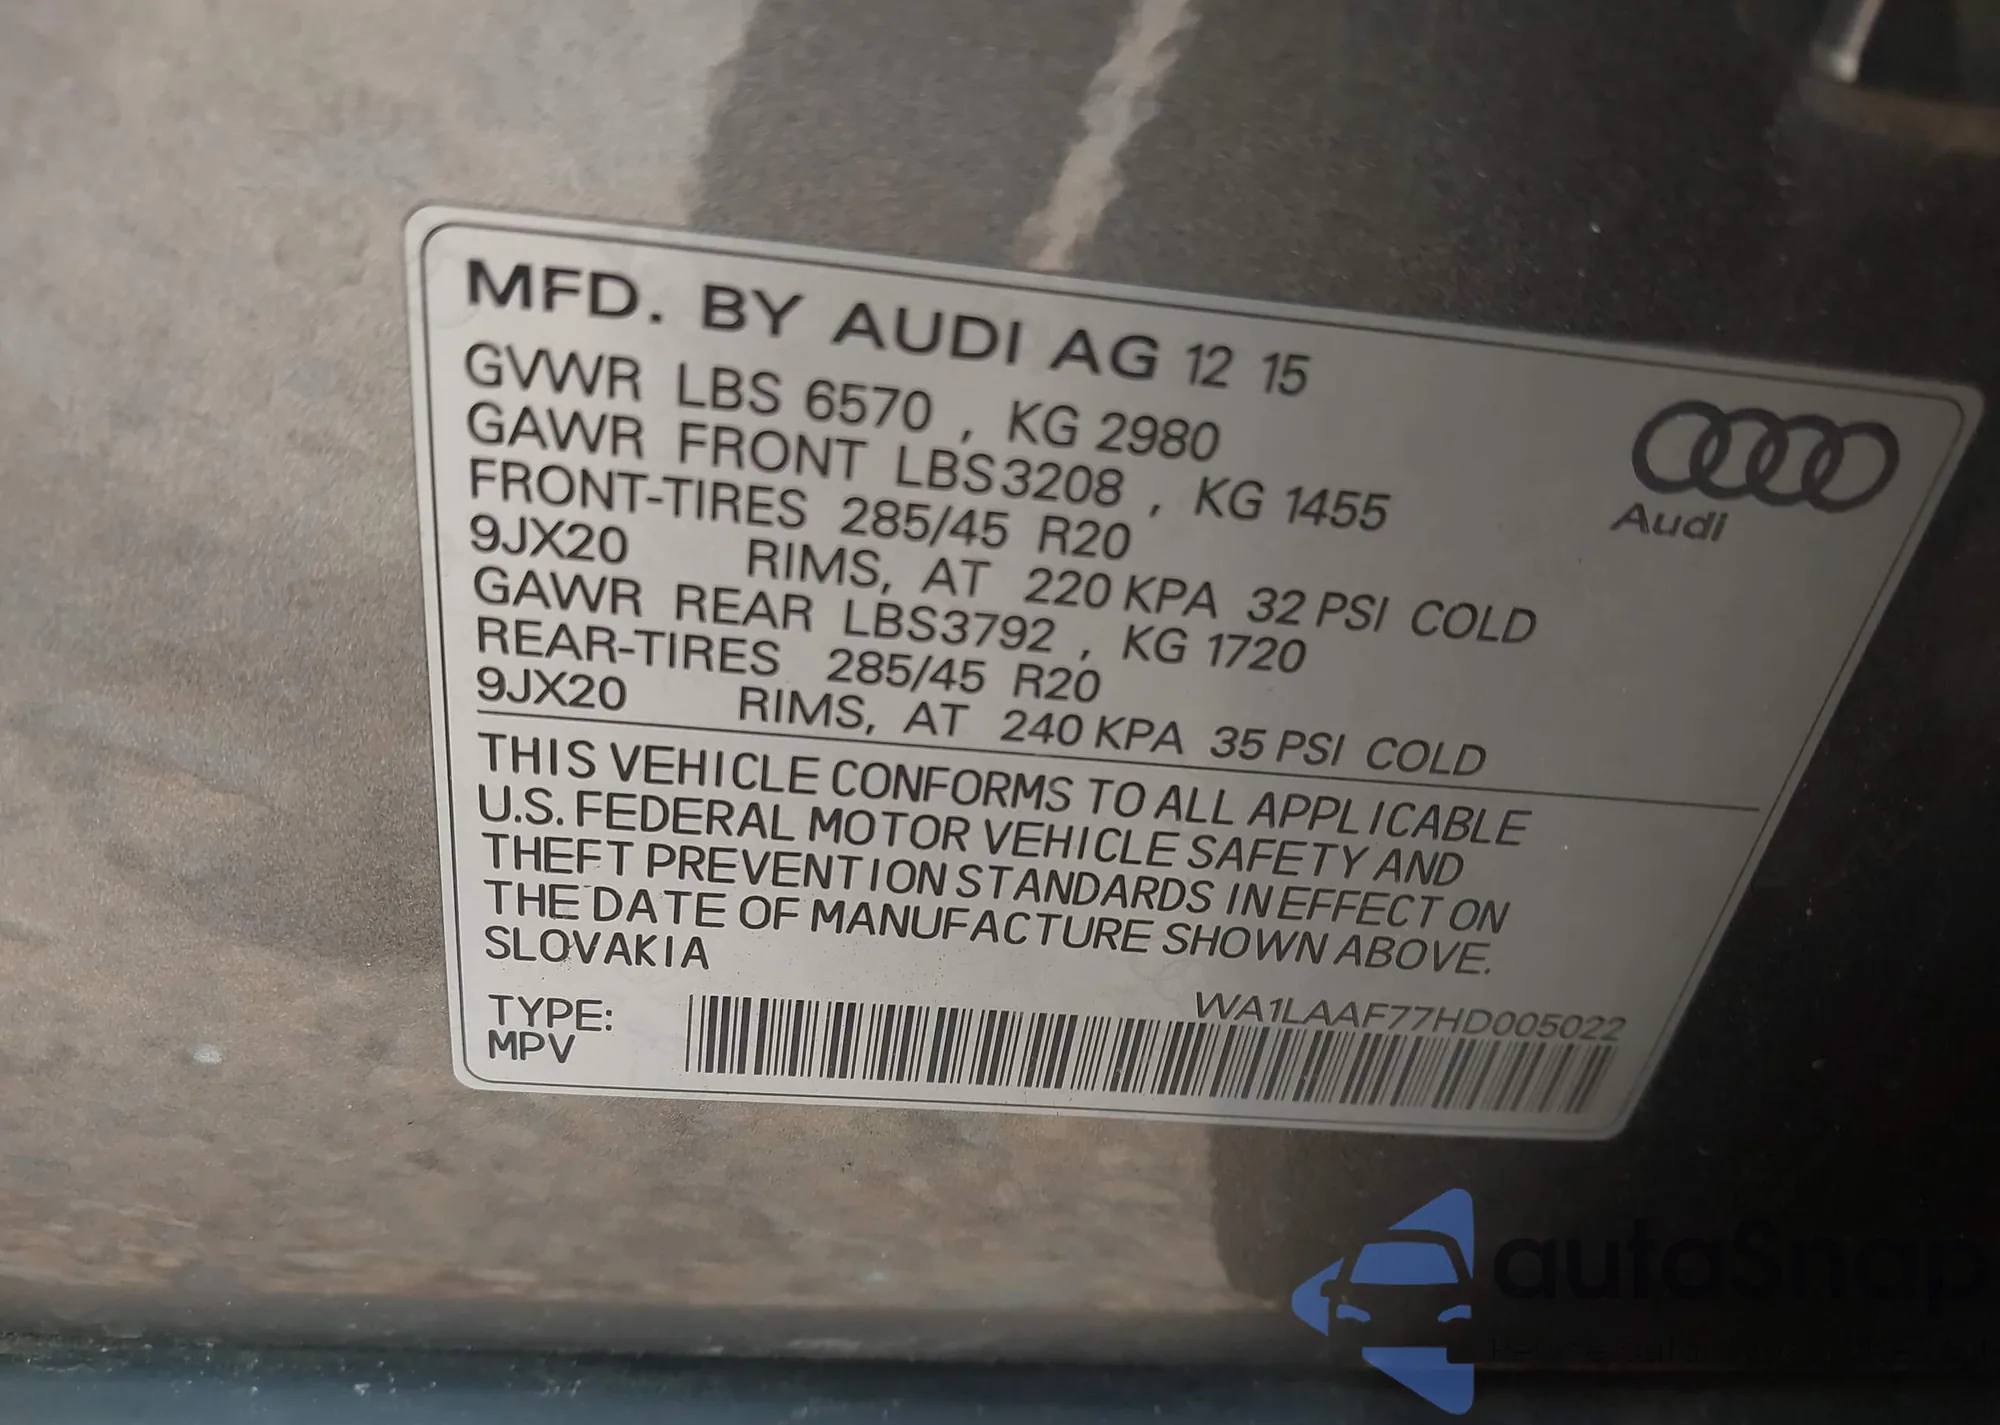 MFD. BY AUDI AG 12 15
GVWR LBS 6570 , KG 2980
GAWR FRONT LBS3208 , KG 1455
FRONT-TIRES 285/45 R20
9JX20 RIMS, AT 220 KPA 32 PSI COLD
GAWR REAR LBS3792 , KG 1720
REAR-TIRES 285/45 R20
9JX20 RIMS, AT 240 KPA 35 PSI COLD
Audi
THIS VEHICLE CONFORMS TO ALL APPLICABLE
U.S. FEDERAL MOTOR VEHICLE SAFETY AND
THEFT PREVENTION STANDARDS IN EFFECT ON
THE DATE OF MANUFACTURE SHOWN ABOVE.
SLOVAKIA
WA1LAAF77HD005022
TYPE:
MPV
autoSnap